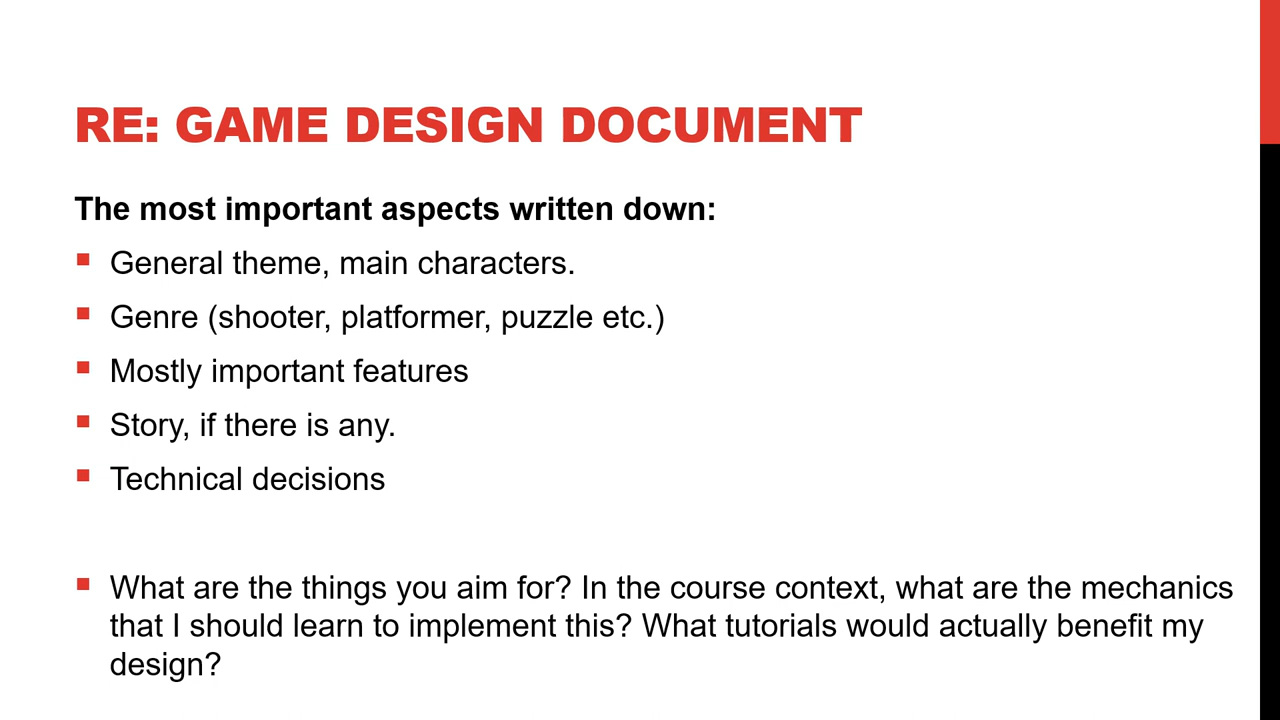 RE: GAME DESIGN DOCUMENT
The most important aspects written down:
General theme, main characters.
Genre (shooter, platformer, puzzle etc.)
Mostly important features
Story, if there is any.
Technical decisions
What are the things you aim for? In the course context, what are the mechanics
that I should learn to implement this? What tutorials would actually benefit my
design?